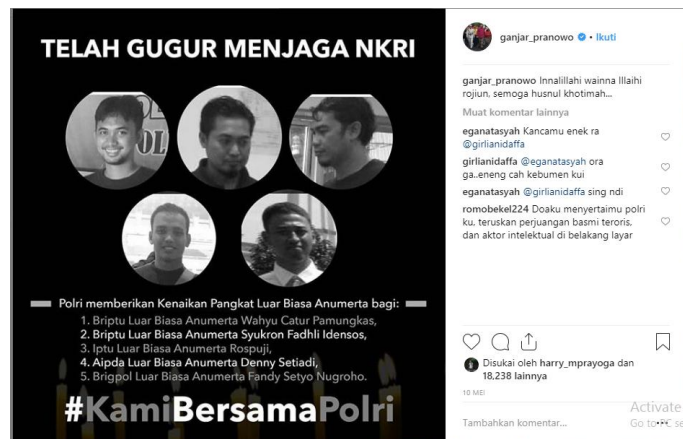 TELAH GUGUR MENJAGA NKRI
Polri memberikan Kenaikan Pangkat Luar Biasa Anumerta bagi:
1. Briptu Luar Biasa Anumerta Wahyu Catur Pamungkas,
2. Briptu Luar Biasa Anumerta Syukron Fadhli Idensos,
3. Iptu Luar Biasa Anumerta Rospuji,
4. Aipda Luar Biasa Anumerta Denny Setiadi,
5. Brigpol Luar Biasa Anumerta Fandy Setyo Nugroho.
#KamiBersamaPolri
ganjar_pranowo • Ikuti
ganjar_pranowo Innalillahi wainna Illaihi
rojiun, semoga husnul khotimah...
Muat komentar lainnya
eganatasyah Kancamu enek ra
@girlianidaffa
girlianidaffa @eganatasyah ora
ga..eneng cah kebumen kui
eganatasyah @girlianidaffa sing ndi
romobekel224 Doaku menyertaimu polri
ku, teruskan perjuangan basmi teroris,
dan aktor intelektual di belakang layar
Disukai oleh harry_mprayoga dan
18,238 lainnya
10 MEI
Tambahkan komentar...
Activate
Go to PC se